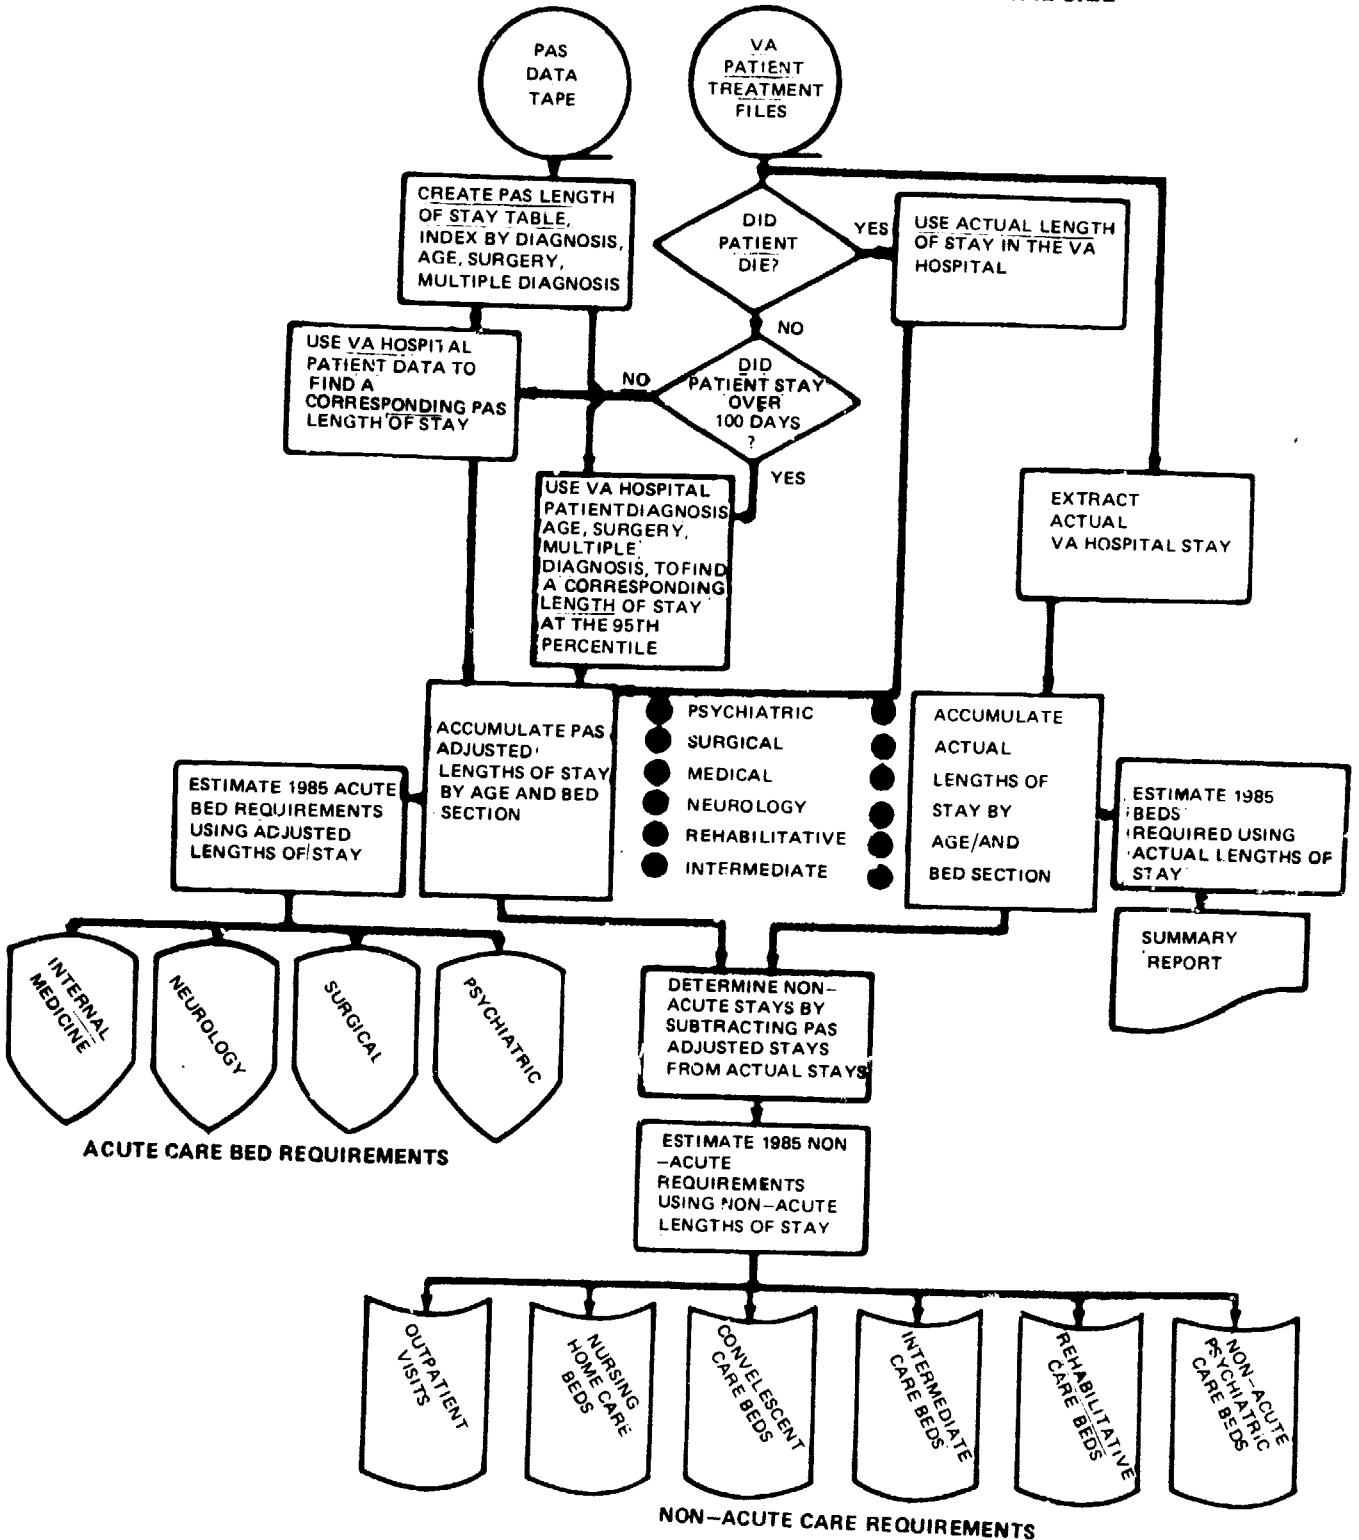 PAS
DATA
TAPE
VA
PATIENT
TREATMENT
FILES
CREATE PAS LENGTH
OF STAY TABLE,
INDEX BY DIAGNOSIS,
AGE, SURGERY,
MULTIPLE DIAGNOSIS
DID
PATIENT
DIE?
YES
USE ACTUAL LENGTH
OF STAY IN THE VA
HOSPITAL
NO
USE VA HOSPITAL
PATIENT DATA TO
FIND A
CORRESPONDING PAS
LENGTH OF STAY
NO
DID
PATIENT STAY
OVER
100 DAYS
?
YES
USE VA HOSPITAL
PATIENT DIAGNOSIS
AGE, SURGERY,
MULTIPLE
DIAGNOSIS, TO FIND
A CORRESPONDING
LENGTH OF STAY
AT THE 95TH
PERCENTILE
EXTRACT
ACTUAL
VA HOSPITAL STAY
ESTIMATE 1985 ACUTE
BED REQUIREMENTS
USING ADJUSTED
LENGTHS OF STAY
ACCUMULATE PAS
ADJUSTED
LENGTHS OF STAY
BY AGE AND BED
SECTION
PSYCHIATRIC
SURGICAL
MEDICAL
NEUROLOGY
REHABILITATIVE
INTERMEDIATE
ACCUMULATE
ACTUAL
LENGTHS OF
STAY BY
AGE/AND
BED SECTION
ESTIMATE 1985
BEDS
REQUIRED USING
ACTUAL LENGTHS OF
STAY
SUMMARY
REPORT
INTERNAL
MEDICINE
NEUROLOGY
SURGICAL
PSYCHIATRIC
ACUTE CARE BED REQUIREMENTS
DETERMINE NON-
ACUTE STAYS BY
SUBTRACTING PAS
ADJUSTED STAYS
FROM ACTUAL STAYS
ESTIMATE 1985 NON
-ACUTE
REQUIREMENTS
USING NON-ACUTE
LENGTHS OF STAY
OUTPATIENT
VISITS
NURSING
HOME CARE
BEDS
CONVELESCENT
CARE BEDS
INTERMEDIATE
CARE BEDS
REHABILITATIVE
CARE BEDS
NON-ACUTE
PSYCHIATRIC
CARE BEDS
NON-ACUTE CARE REQUIREMENTS